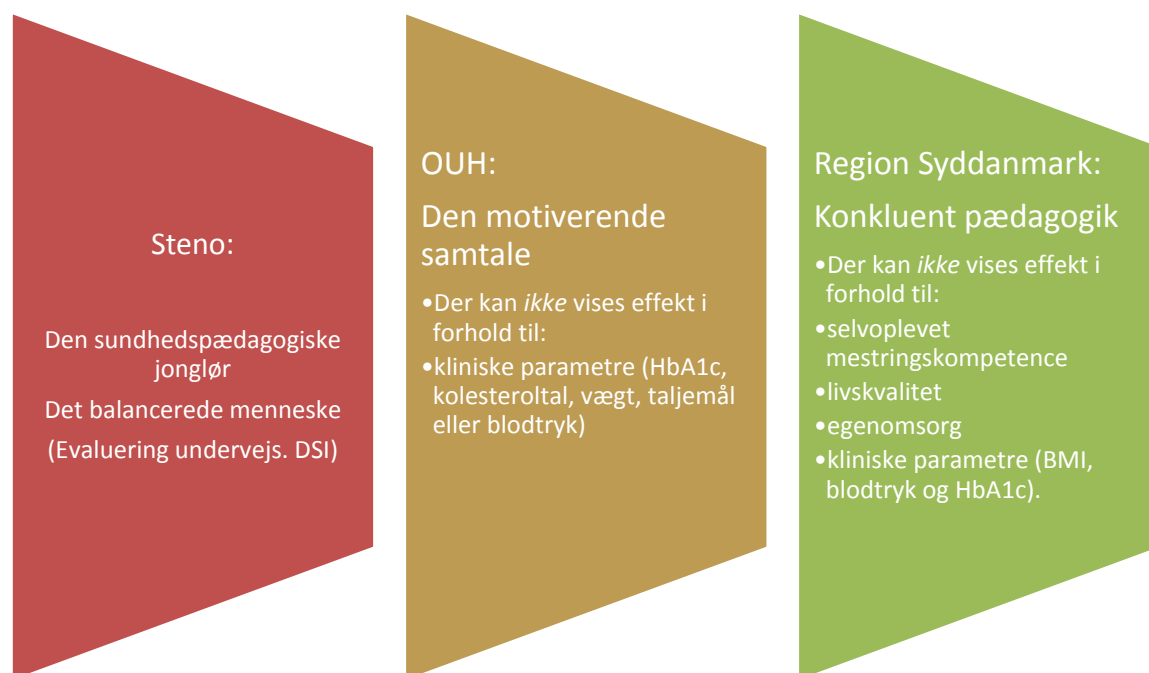 Steno:
Den sundhedspædagogiske
jonglør
Det balancerede menneske
(Evaluering undervejs. DSI)
OUH:
Den motiverende
samtale
•Der kan ikke vises effekt i
forhold til:
•kliniske parametre (HbA1c,
kolesteroltal, vægt, taljemål
eller blodtryk)
Region Syddanmark:
Konkluent pædagogik
•Der kan ikke vises effekt i
forhold til:
•selvoplevet
mestringskompetence
•livskvalitet
•egenomsorg
•kliniske parametre (BMI,
blodtryk og HbA1c).